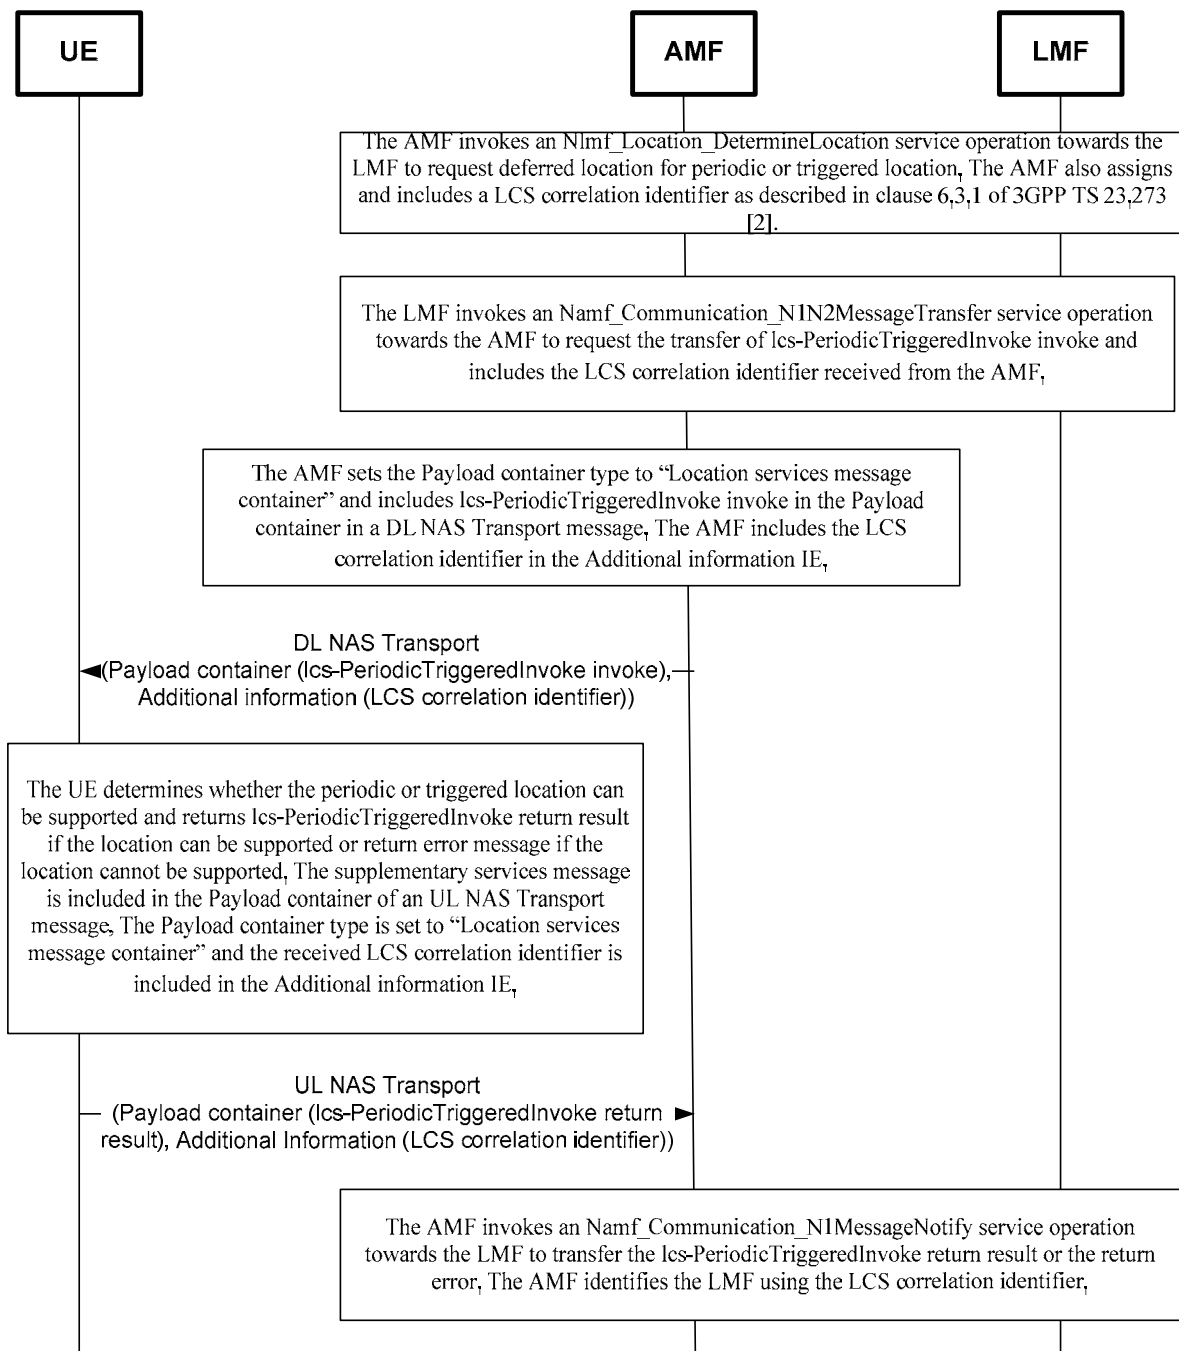 UE
AMF
LMF
The AMF invokes an Nlmf_Location_DetermineLocation service operation towards the
LMF to request deferred location for periodic or triggered location, The AMF also assigns
and includes a LCS correlation identifier as described in clause 6,3,1 of 3GPP TS 23,273
[2].
The LMF invokes an Namf_Communication_N1N2MessageTransfer service operation
towards the AMF to request the transfer of lcs-PeriodicTriggeredInvoke invoke and
includes the LCS correlation identifier received from the AMF,
The AMF sets the Payload container type to “Location services message
container” and includes lcs-PeriodicTriggeredInvoke invoke in the Payload
container in a DL NAS Transport message, The AMF includes the LCS
correlation identifier in the Additional information IE,
DL NAS Transport
(Payload container (lcs-PeriodicTriggeredInvoke invoke),
Additional information (LCS correlation identifier))
The UE determines whether the periodic or triggered location can
be supported and returns lcs-PeriodicTriggeredInvoke return result
if the location can be supported or return error message if the
location cannot be supported, The supplementary services message
is included in the Payload container of an UL NAS Transport
message, The Payload container type is set to “Location services
message container” and the received LCS correlation identifier is
included in the Additional information IE,
UL NAS Transport
(Payload container (lcs-PeriodicTriggeredInvoke return
result), Additional Information (LCS correlation identifier))
The AMF invokes an Namf_Communication_N1MessageNotify service operation
towards the LMF to transfer the lcs-PeriodicTriggeredInvoke return result or the return
error, The AMF identifies the LMF using the LCS correlation identifier,